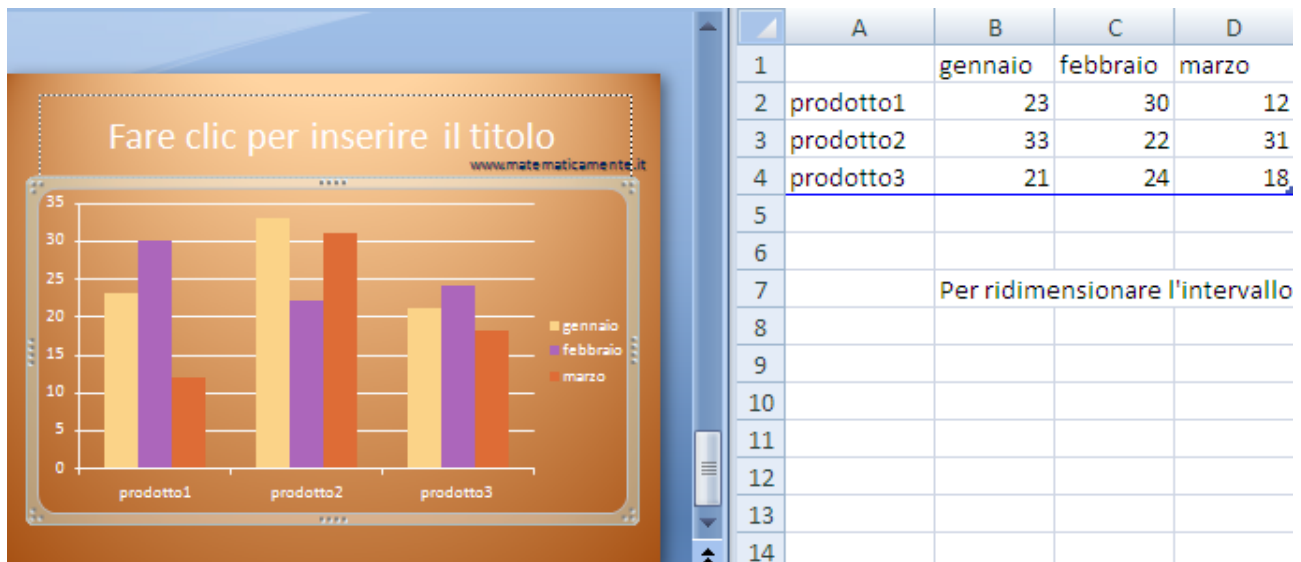 Fare clic per inserire il titolo
www.matematicamente.it
35
30
25
20
15
10
5
0
prodotto1 prodotto2 prodotto3
gennaio
febbraio
marzo
A B C D
1 gennaio febbraio marzo
2 prodotto1 23 30 12
3 prodotto2 33 22 31
4 prodotto3 21 24 18
5
6
7 Per ridimensionare l'intervallo
8
9
10
11
12
13
14